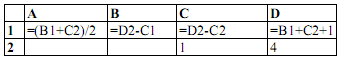 A B C D
1 =(B1+C2)/2 =D2-C1 =D2-C2 =B1+C2+1
2 1 4